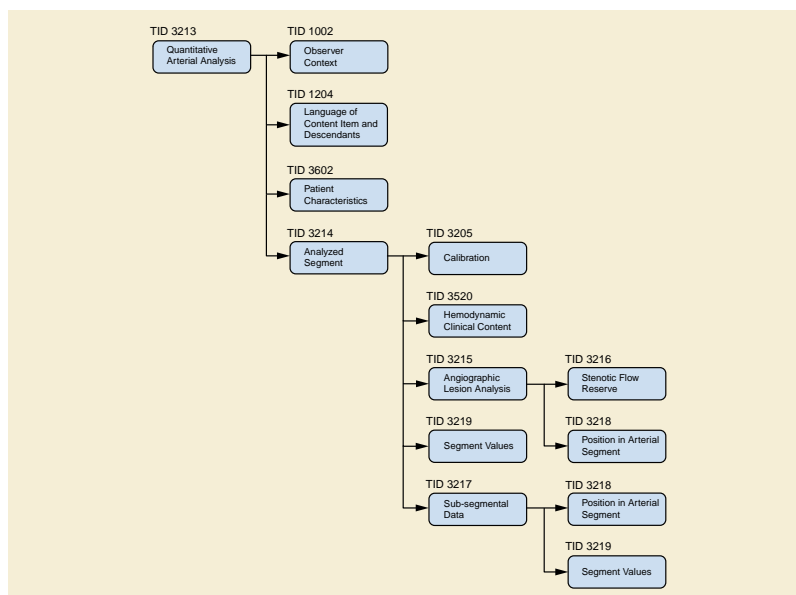 TID 3213
Quantitative
Arterial Analysis
TID 1002
Observer
Context
TID 1204
Language of
Content Item and
Descendants
TID 3602
Patient
Characteristics
TID 3214
Analyzed
Segment
TID 3205
Calibration
TID 3520
Hemodynamic
Clinical Content
TID 3215
Angiographic
Lesion Analysis
TID 3216
Stenotic Flow
Reserve
TID 3218
Position in Arterial
Segment
TID 3219
Segment Values
TID 3217
Sub-segmental
Data
TID 3218
Position in Arterial
Segment
TID 3219
Segment Values